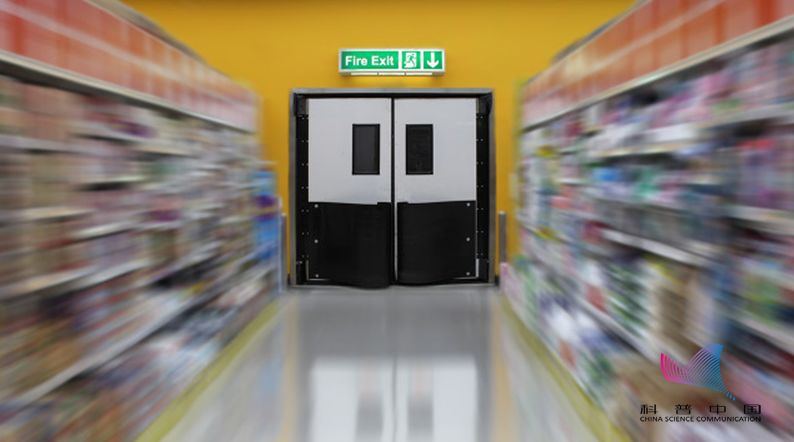 Fire Exit
科普中国
CHINA SCIENCE COMMUNICATION